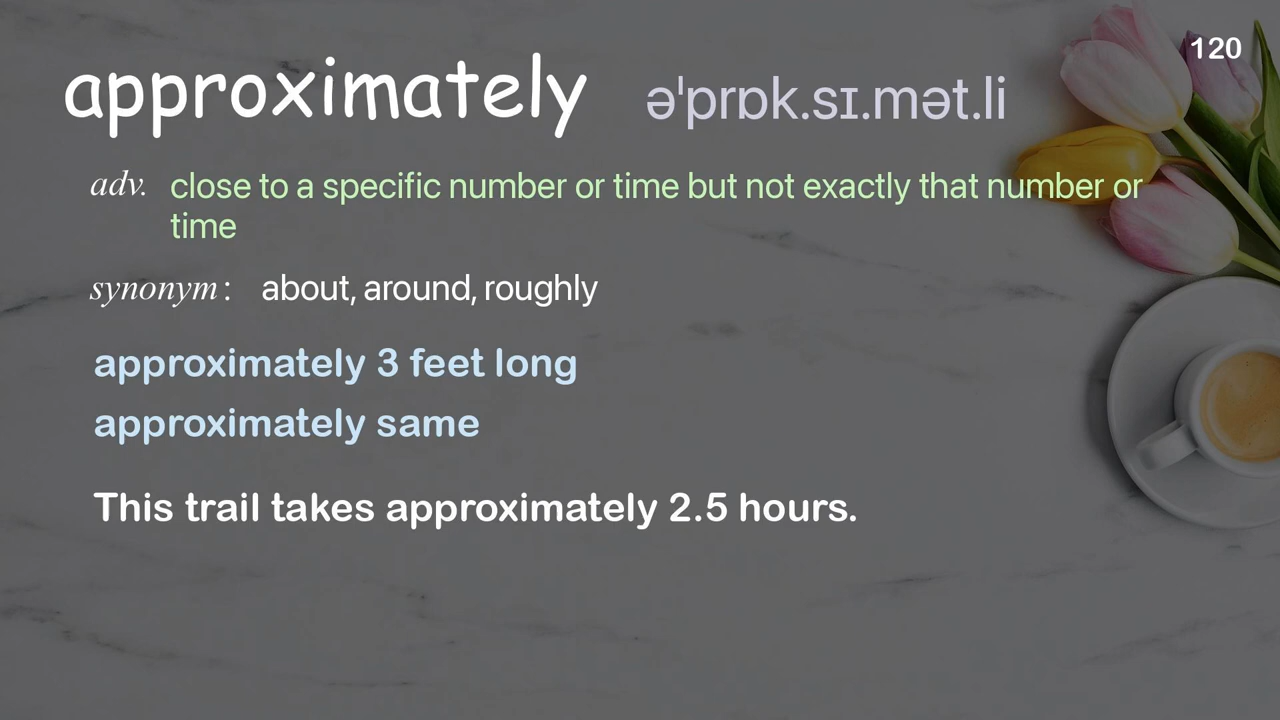 120
approximately əˈprɒk.sɪ.mət.li
adv. close to a specific number or time but not exactly that number or
time
synonym: about, around, roughly
approximately 3 feet long
approximately same
This trail takes approximately 2.5 hours.